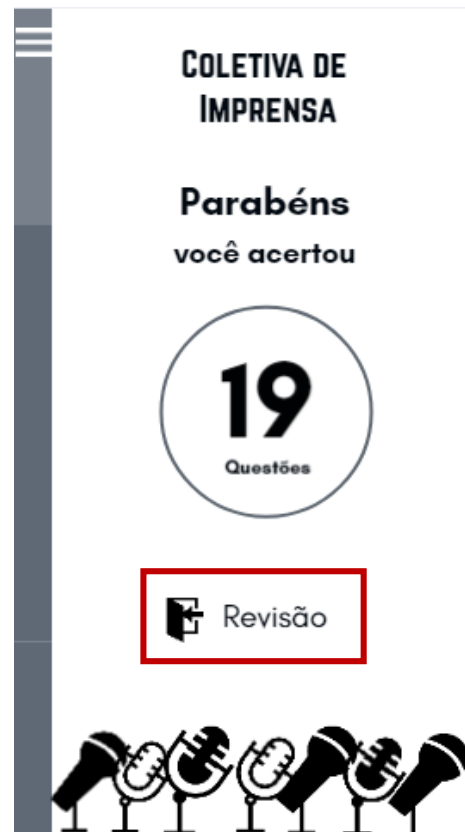 COLETIVA DE
IMPRENSA
Parabéns
você acertou
19
Questões
Revisão